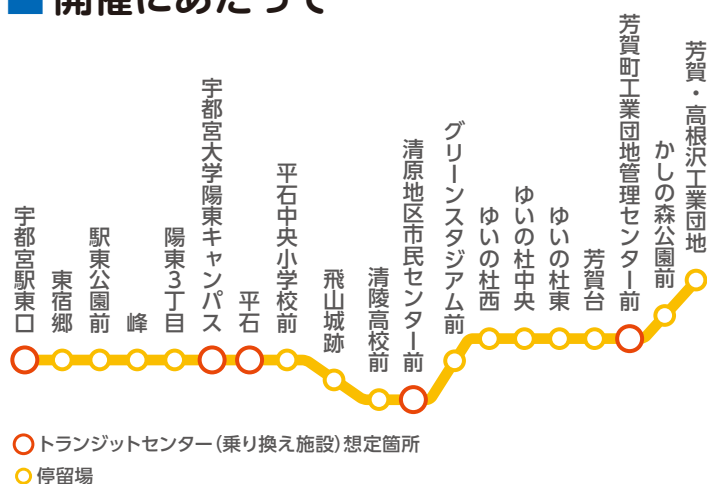 開催にあたって
宇都宮駅東口
東宿郷
駅東公園前
峰
陽東3丁目
宇都宮大学陽東キャンパス
平石
平石中央小学校前
飛山城跡
清陵高校前
清原地区市民センター前
グリーンスタジアム前
ゆいの杜西
ゆいの杜中央
ゆいの杜東
芳賀台
芳賀町工業団地管理センター前
かしの森公園前
芳賀・高根沢工業団地
トランジットセンター(乗り換え施設)想定箇所
停留場